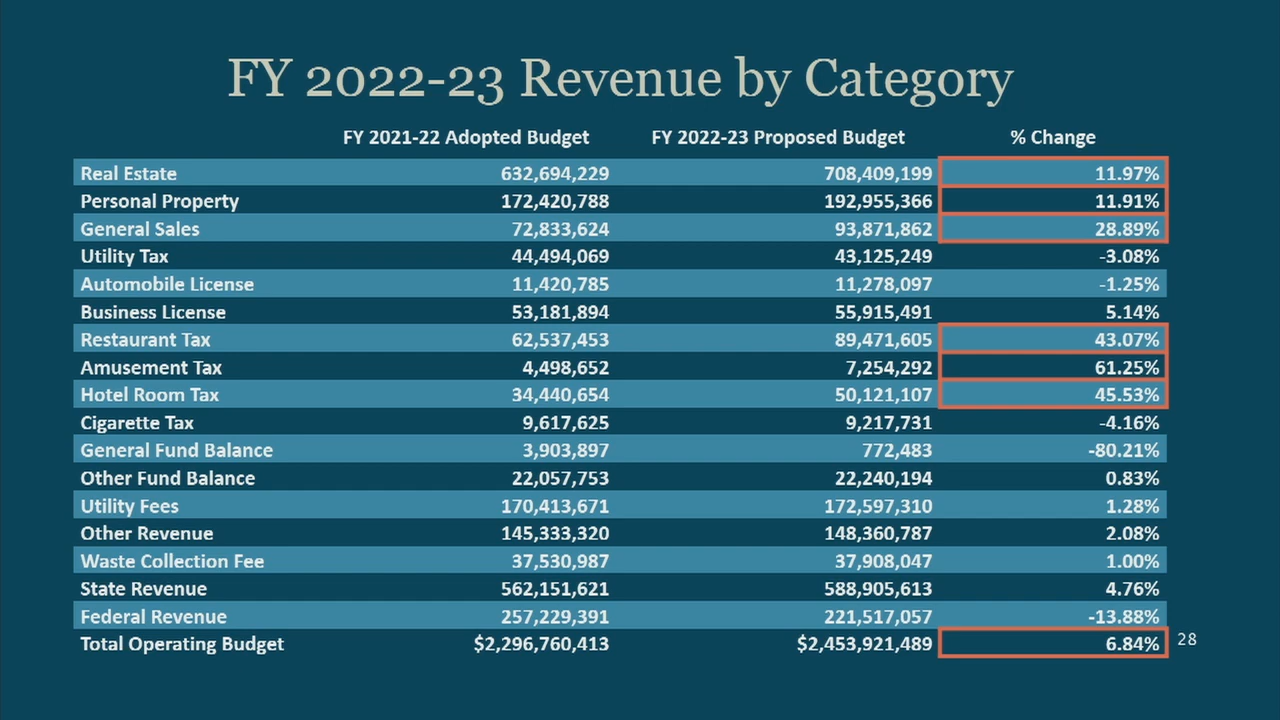 FY 2022-23 Revenue by Category
FY 2021-22 Adopted Budget FY 2022-23 Proposed Budget % Change
Real Estate 632,694,229 708,409,199 11.97%
Personal Property 172,420,788 192,955,366 11.91%
General Sales 72,833,624 93,871,862 28.89%
Utility Tax 44,494,069 43,125,249 -3.08%
Automobile License 11,420,785 11,278,097 -1.25%
Business License 53,181,894 55,915,491 5.14%
Restaurant Tax 62,537,453 89,471,605 43.07%
Amusement Tax 4,498,652 7,254,292 61.25%
Hotel Room Tax 34,440,654 50,121,107 45.53%
Cigarette Tax 9,617,625 9,217,731 -4.16%
General Fund Balance 3,903,897 772,483 -80.21%
Other Fund Balance 22,057,753 22,240,194 0.83%
Utility Fees 170,413,671 172,597,310 1.28%
Other Revenue 145,333,320 148,360,787 2.08%
Waste Collection Fee 37,530,987 37,908,047 1.00%
State Revenue 562,151,621 588,905,613 4.76%
Federal Revenue 257,229,391 221,517,057 -13.88%
Total Operating Budget $2,296,760,413 $2,453,921,489 6.84%
28